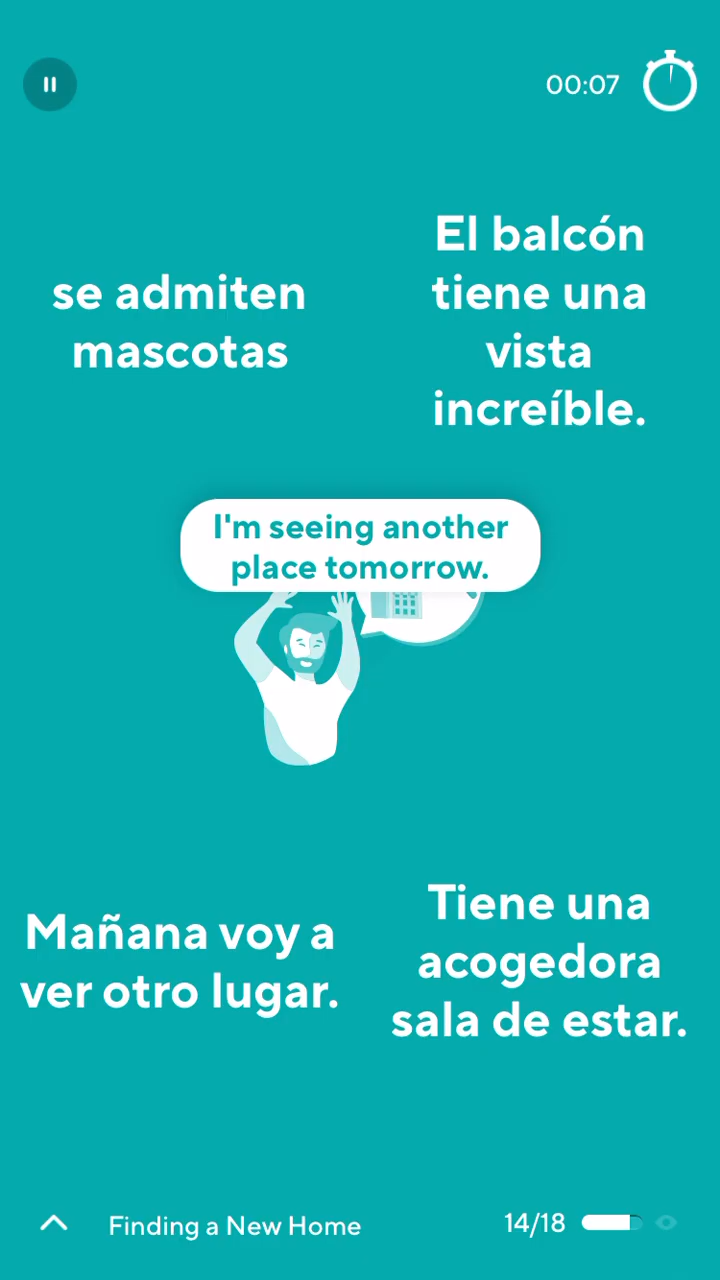 00:07
se admiten
mascotas
El balcón
tiene una
vista
increíble.
I'm seeing another
place tomorrow.
Mañana voy a
ver otro lugar.
Tiene una
acogedora
sala de estar.
Finding a New Home
14/18